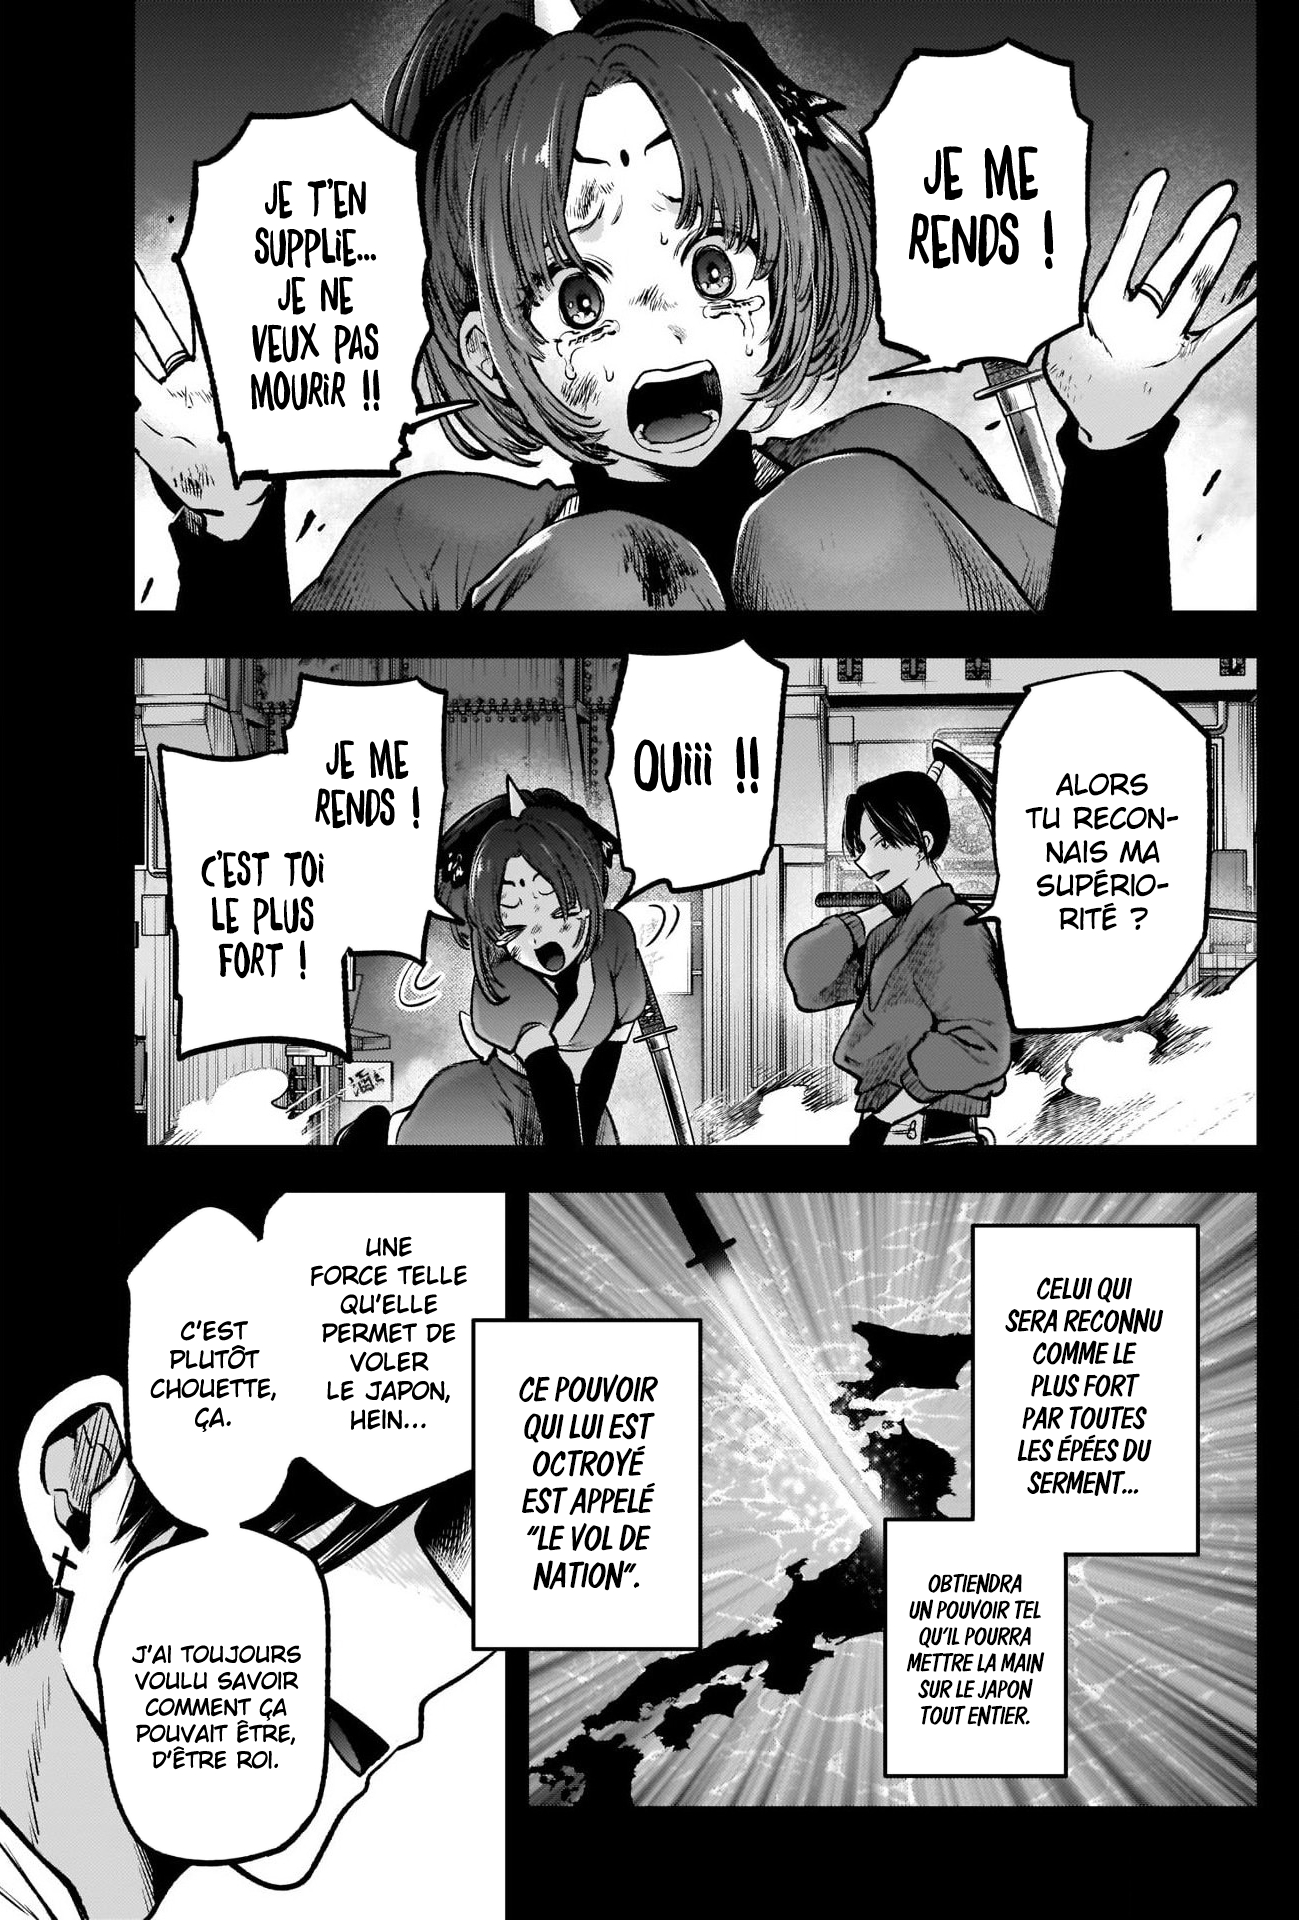 JE ME
RENDS !
JE T'EN
SUPPLIE...
JE NE
VEUX PAS
MOURIR !!
ALORS
TU RECON-
NAIS MA
SUPÉRIO-
RITÉ ?
OUIII !!
JE ME
RENDS !
C'EST TOI
LE PLUS
FORT !
酒
CELUI QUI
SERA RECONNU
COMME LE
PLUS FORT
PAR TOUTES
LES ÉPÉES DU
SERMENT...
OBTIENDRA
UN POUVOIR TEL
QU'IL POURRA
METTRE LA MAIN
SUR LE JAPON
TOUT ENTIER.
CE POUVOIR
QUI LUI EST
OCTROYÉ
EST APPELÉ
"LE VOL DE
NATION".
UNE
FORCE TELLE
QU'ELLE
PERMET DE
VOLER
LE JAPON,
HEIN...
C'EST
PLUTÔT
CHOUETTE,
ÇA.
J'AI TOUJOURS
VOULU SAVOIR
COMMENT ÇA
POUVAIT ÊTRE,
D'ÊTRE ROI.